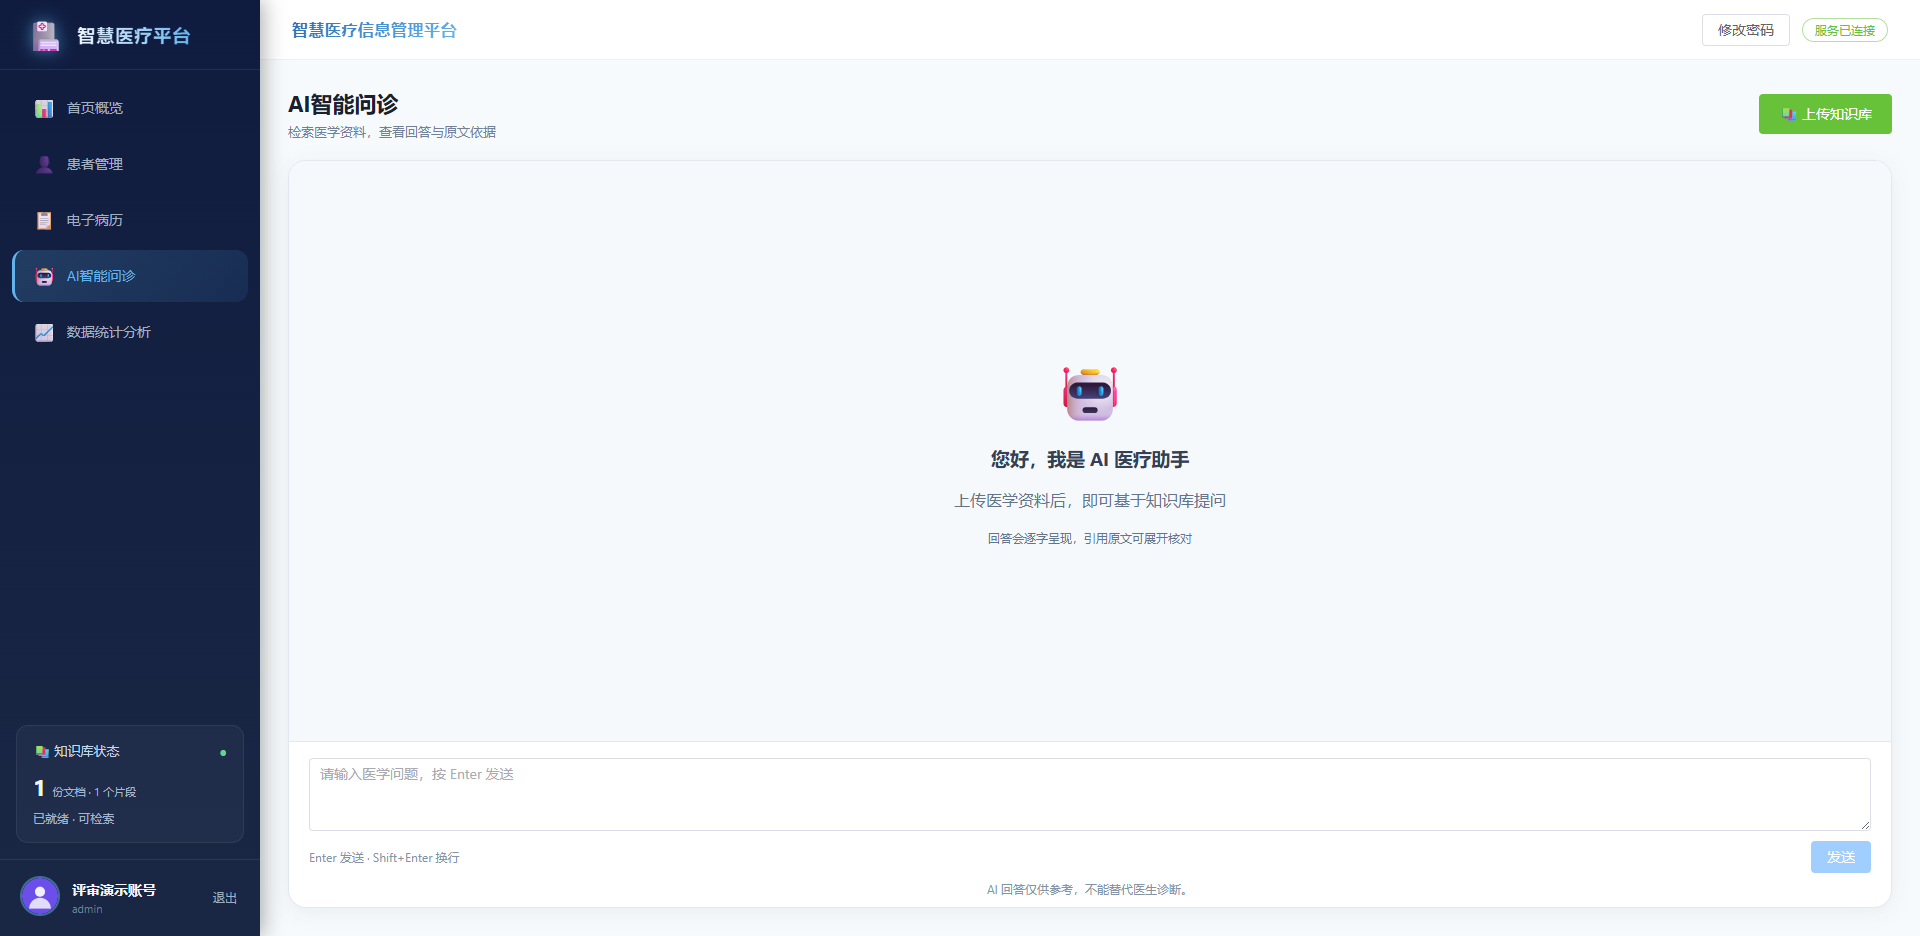 智慧医疗平台
首页概览
患者管理
电子病历
AI智能问诊
数据统计分析
知识库状态
1 份文档 · 1 个片段
已就绪 · 可检索
评审演示账号
admin
退出
智慧医疗信息管理平台
修改密码
服务已连接
AI智能问诊
检索医学资料，查看回答与原文依据
上传知识库
您好，我是 AI 医疗助手
上传医学资料后，即可基于知识库提问
回答会逐字呈现，引用原文可展开核对
请输入医学问题，按 Enter 发送
Enter 发送 · Shift+Enter 换行
发送
AI 回答仅供参考，不能替代医生诊断。